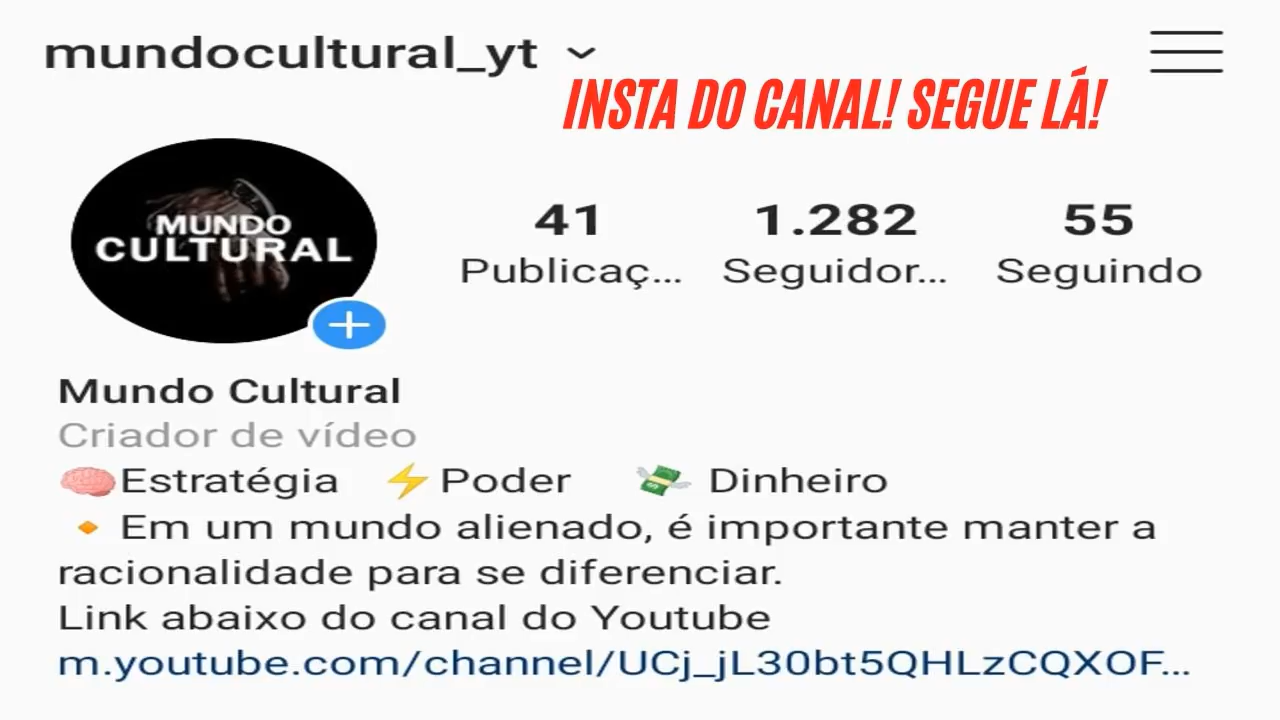 mundocultural_yt
INSTA DO CANAL! SEGUE LÁ!
MUNDO
CULTURAL
41 1.282 55
Publicaç... Seguidor... Seguindo
Mundo Cultural
Criador de vídeo
🧠Estratégia ⚡Poder 💸 Dinheiro
🔸 Em um mundo alienado, é importante manter a
racionalidade para se diferenciar.
Link abaixo do canal do Youtube
m.youtube.com/channel/UCj_jL30bt5QHLzCQXOF...